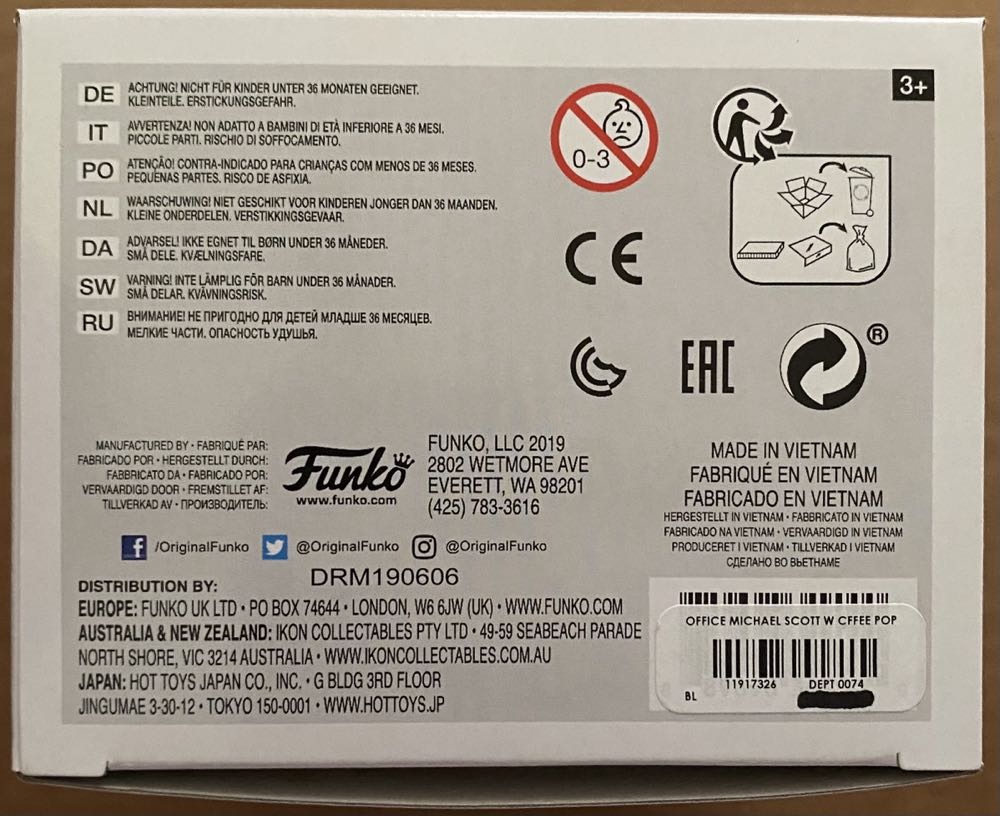 3+
DE ACHTUNG! NICHT FÜR KINDER UNTER 36 MONATEN GEEIGNET.
KLEINTEILE. ERSTICKUNGSGEFAHR.
IT AVVERTENZA! NON ADATTO A BAMBINI DI ETÀ INFERIORE A 36 MESI.
PICCOLE PARTI. RISCHIO DI SOFFOCAMENTO.
PO ATENÇÃO! CONTRA-INDICADO PARA CRIANÇAS COM MENOS DE 36 MESES.
PEQUENAS PARTES. RISCO DE ASFIXIA.
NL WAARSCHUWING! NIET GESCHIKT VOOR KINDEREN JONGER DAN 36 MAANDEN.
KLEINE ONDERDELEN. VERSTIKKINGSGEVAAR.
DA ADVARSEL! IKKE EGNET TIL BØRN UNDER 36 MÅNEDER.
SMÅ DELE. KVÆLNINGSFARE.
SW VARNING! INTE LÄMPLIG FÖR BARN UNDER 36 MÅNADER.
SMÅ DELAR. KVÄVNINGSRISK.
RU ВНИМАНИЕ! НЕ ПРИГОДНО ДЛЯ ДЕТЕЙ МЛАДШЕ 36 МЕСЯЦЕВ.
МЕЛКИЕ ЧАСТИ. ОПАСНОСТЬ УДУШЬЯ.
0-3
CE
EAC
®
MANUFACTURED BY • FABRIQUÉ PAR:
FABRICADO POR • HERGESTELLT DURCH:
FABBRICATO DA • FABRICADO POR:
VERVAARDIGD DOOR • FREMSTILLET AF:
TILLVERKAD AV • ПРОИЗВОДИТЕЛЬ:
Funko
www.funko.com
FUNKO, LLC 2019
2802 WETMORE AVE
EVERETT, WA 98201
(425) 783-3616
MADE IN VIETNAM
FABRIQUÉ EN VIETNAM
FABRICADO EN VIETNAM
HERGESTELLT IN VIETNAM • FABBRICATO IN VIETNAM
FABRICADO NA VIETNAM • VERVAARDIGD IN VIETNAM
PRODUCERET I VIETNAM • TILLVERKAD I VIETNAM
СДЕЛАНО ВО ВЬЕТНАМЕ
/OriginalFunko @OriginalFunko @OriginalFunko
DRM190606
DISTRIBUTION BY:
EUROPE: FUNKO UK LTD • PO BOX 74644 • LONDON, W6 6JW (UK) • WWW.FUNKO.COM
AUSTRALIA & NEW ZEALAND: IKON COLLECTABLES PTY LTD • 49-59 SEABEACH PARADE
NORTH SHORE, VIC 3214 AUSTRALIA • WWW.IKONCOLLECTABLES.COM.AU
JAPAN: HOT TOYS JAPAN CO., INC. • G BLDG 3RD FLOOR
JINGUMAE 3-30-12 • TOKYO 150-0001 • WWW.HOTTOYS.JP
OFFICE MICHAEL SCOTT W CFFEE POP
11917326 DEPT 0074
BL